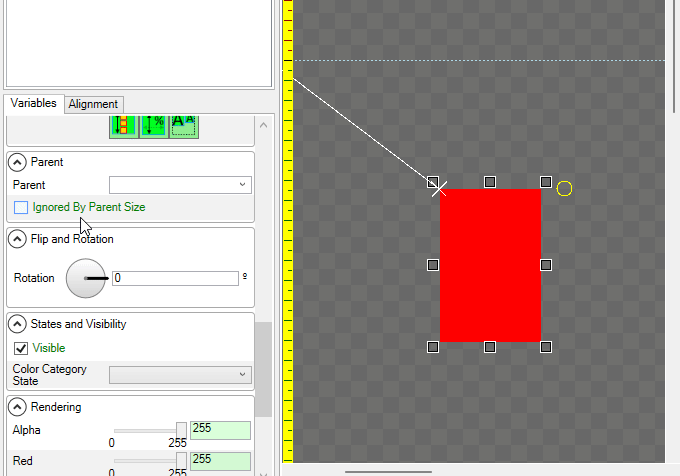 Variables Alignment
%
A A
Parent
Parent
Ignored By Parent Size
Flip and Rotation
Rotation 0 º
States and Visibility
Visible
Color Category
State
Rendering
Alpha 255
0 255
Red 255
0 255